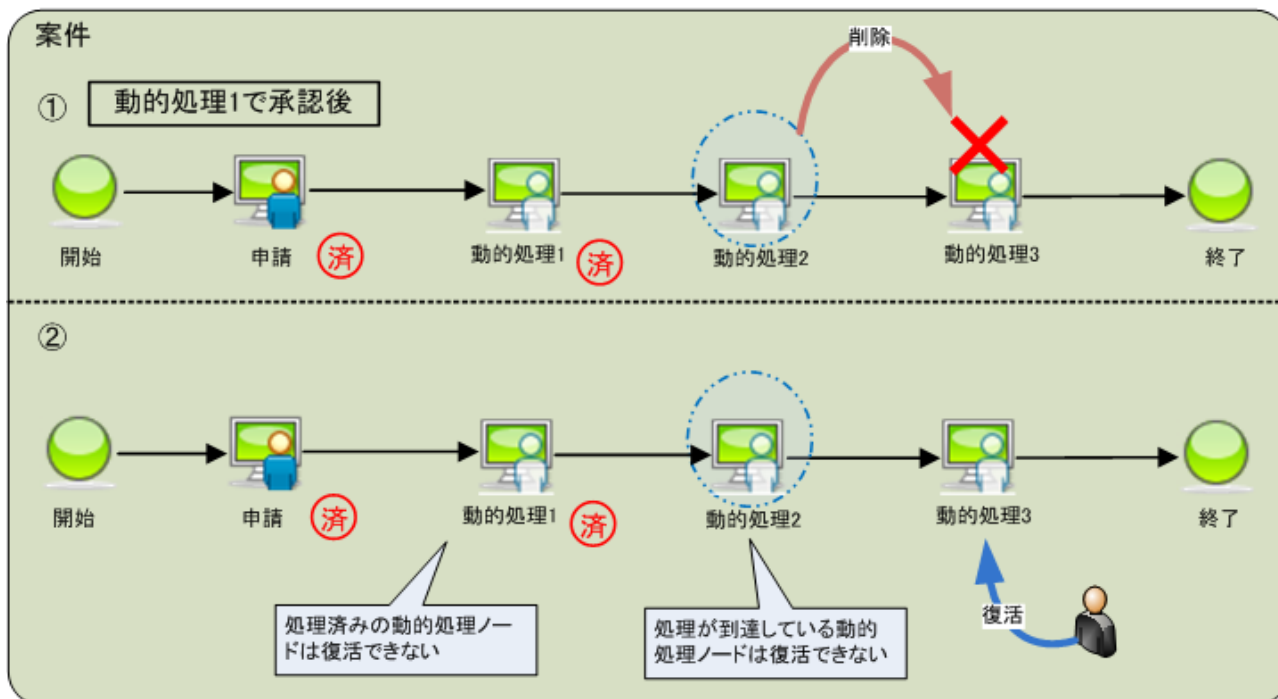 案件
削除
① 動的処理1で承認後
開始
申請
済
動的処理1
済
動的処理2
動的処理3
終了
②
開始
申請
済
動的処理1
済
動的処理2
動的処理3
終了
処理済みの動的処理ノー
ドは復活できない
処理が到達している動的
処理ノードは復活できない
復活